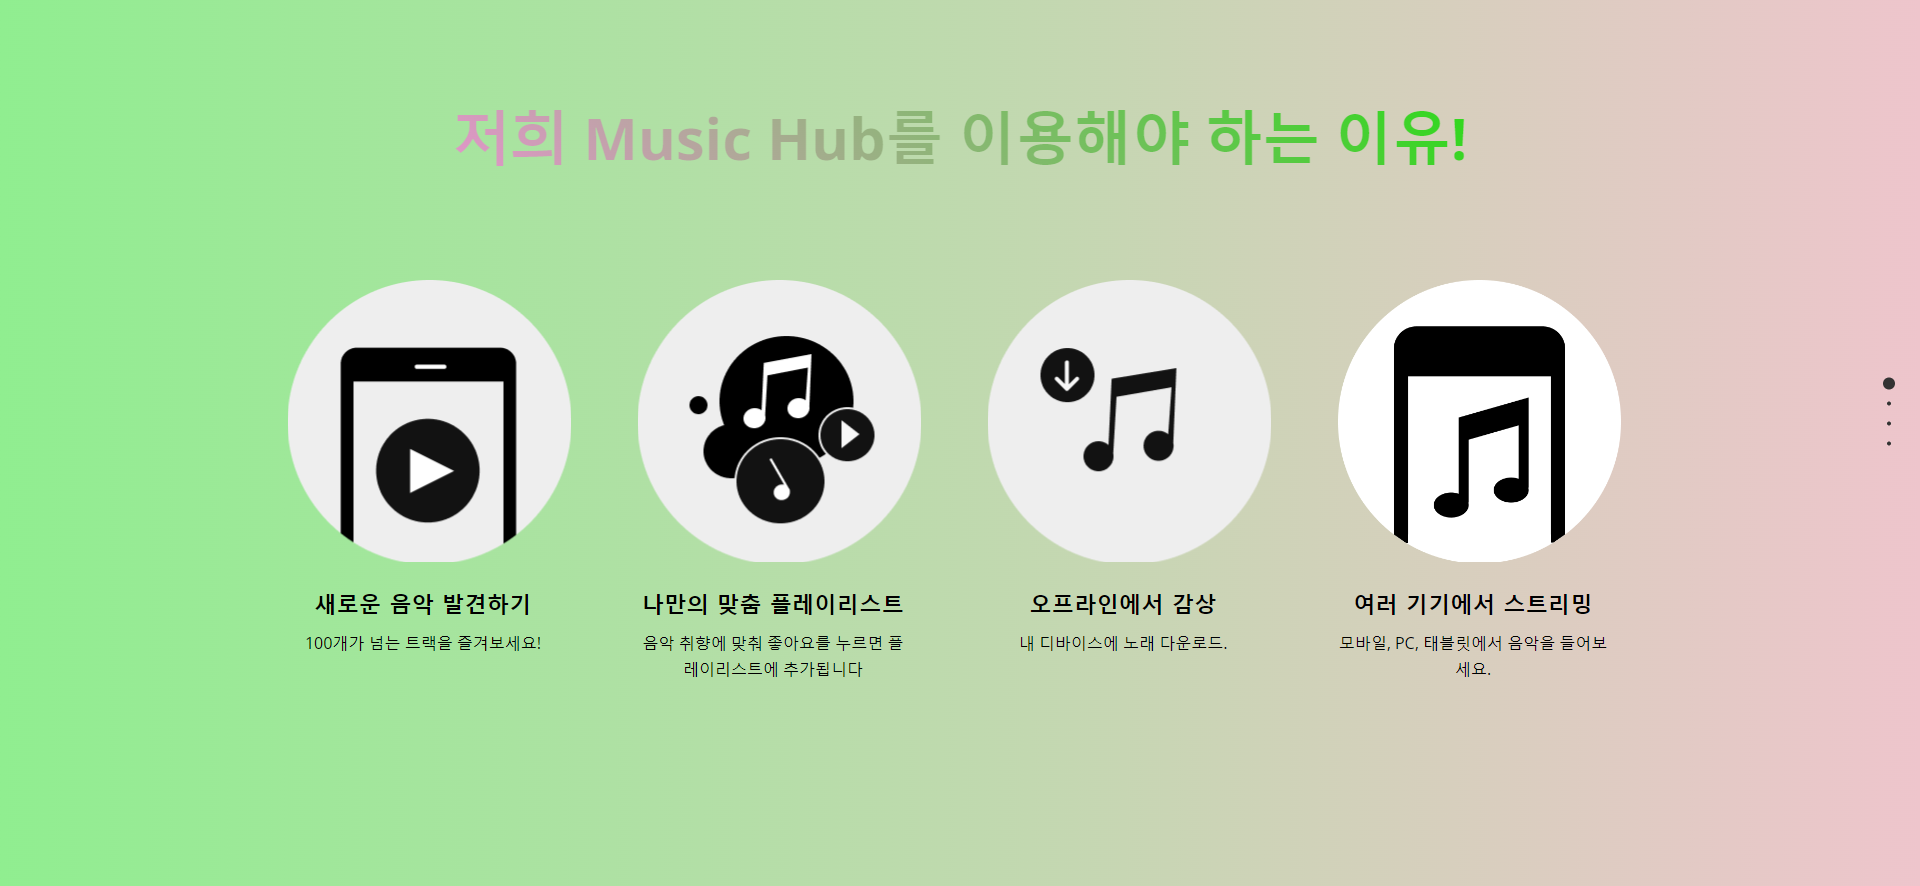 저희 Music Hub를 이용해야 하는 이유!
새로운 음악 발견하기
100개가 넘는 트랙을 즐겨보세요!
나만의 맞춤 플레이리스트
음악 취향에 맞춰 좋아요를 누르면 플
레이리스트에 추가됩니다
오프라인에서 감상
내 디바이스에 노래 다운로드.
여러 기기에서 스트리밍
모바일, PC, 태블릿에서 음악을 들어보
세요.